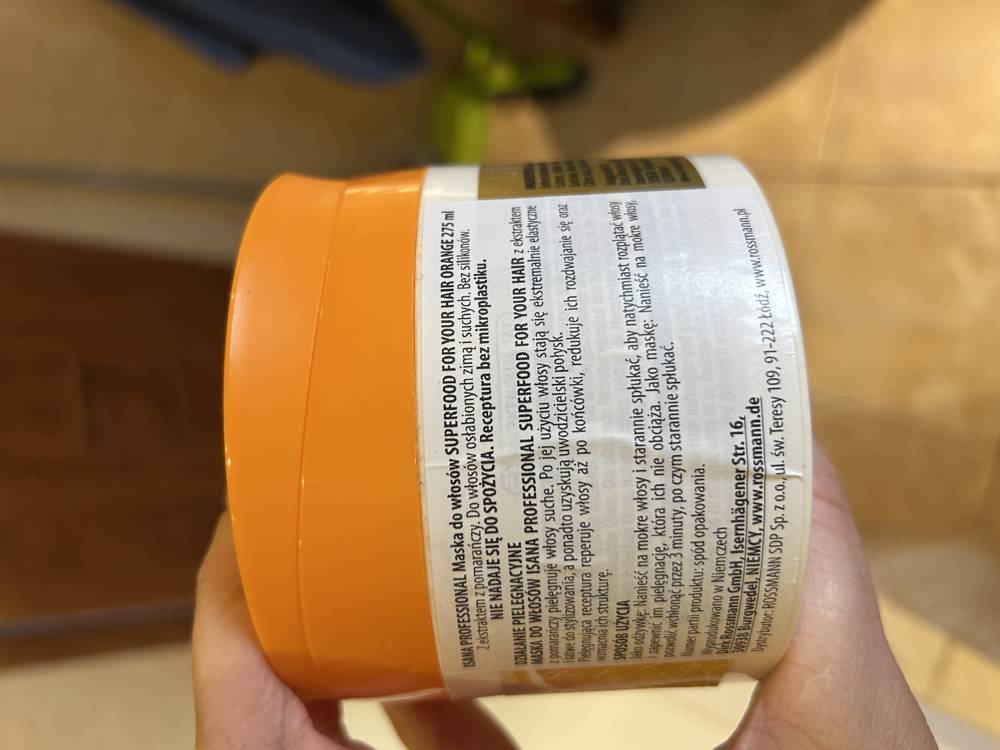 ISANA PROFESSIONAL Maska do włosów SUPERFOOD FOR YOUR HAIR ORANGE 275 ml
Z ekstraktem z pomarańczy. Do włosów osłabionych zimą i suchych. Bez silikonów.
NIE NADAJE SIĘ DO SPOŻYCIA. Receptura bez mikroplastiku.
DZIAŁANIE PIELĘGNACYJNE
MASKA DO WŁOSÓW ISANA PROFESSIONAL SUPERFOOD FOR YOUR HAIR z ekstraktem
z pomarańczy pielęgnuje włosy suche. Po jej użyciu włosy stają się ekstremalnie elastyczne
i łatwe do stylizowania, a ponadto uzyskują uwodzicielski połysk.
Pielęgnująca receptura reperuje włosy aż po końcówki, redukuje ich rozdwajanie się oraz
wzmacnia ich strukturę.
SPOSÓB UŻYCIA
Jako odżywkę: Nanieść na mokre włosy i starannie spłukać, aby natychmiast rozplątać włosy
i zapewnić im pielęgnację, która ich nie obciąża. Jako maskę: Nanieść na mokre włosy,
pozwolić wchłonąć przez 3 minuty, po czym starannie spłukać.
Numer partii produktu: spód opakowania.
Wyprodukowano w Niemczech
Dirk Rossmann GmbH, Isernhägener Str. 16,
30938 Burgwedel, NIEMCY, www.rossmann.de
Dystrybutor: ROSSMANN SDP Sp. z o.o., ul. św. Teresy 109, 91-222 Łódź, www.rossmann.pl